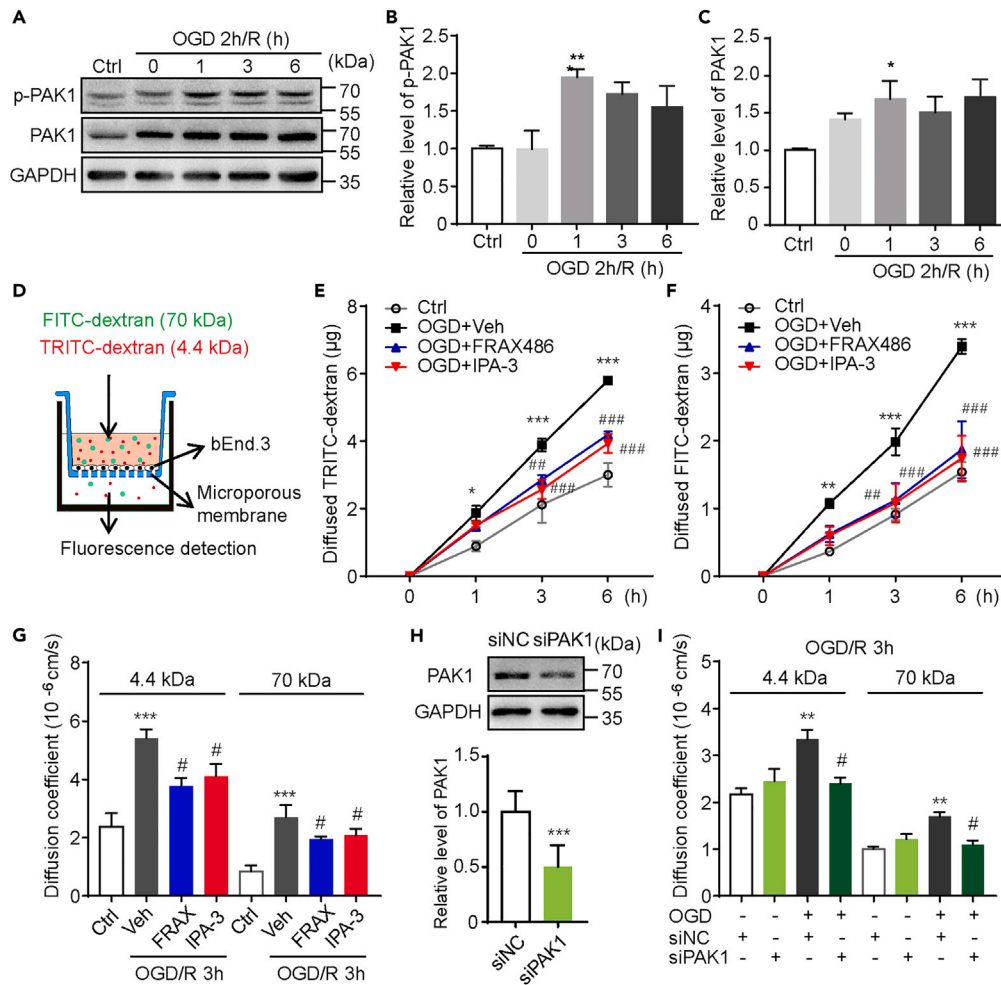 A
OGD 2h/R (h)
Ctrl 0 1 3 6 (kDa)
p-PAK1
70
55
PAK1
70
55
GAPDH
35
B
Relative level of p-PAK1
2.5
2.0
1.5
1.0
0.5
0
**
*
Ctrl 0 1 3 6
OGD 2h/R (h)
C
Relative level of PAK1
2.5
2.0
1.5
1.0
0.5
0
*
Ctrl 0 1 3 6
OGD 2h/R (h)
D
FITC-dextran (70 kDa)
TRITC-dextran (4.4 kDa)
bEnd.3
Microporous
membrane
Fluorescence detection
E
Diffused TRITC-dextran (μg)
8
6
4
2
0
Ctrl
OGD+Veh
OGD+FRAX486
OGD+IPA-3
*
***
***
##
###
###
###
0 1 3 6 (h)
F
Diffused FITC-dextran (μg)
4
3
2
1
0
Ctrl
OGD+Veh
OGD+FRAX486
OGD+IPA-3
**
***
***
##
###
###
###
0 1 3 6 (h)
G
Diffusion coefficient (10 -6 cm/s)
8
6
4
2
0
4.4 kDa 70 kDa
***
#
#
***
#
#
Ctrl Veh FRAX IPA-3 Ctrl Veh FRAX IPA-3
OGD/R 3h OGD/R 3h
H
siNC siPAK1 (kDa)
PAK1
70
55
GAPDH
35
Relative level of PAK1
1.5
1.0
0.5
0
***
siNC siPAK1
I
OGD/R 3h
Diffusion coefficient (10 -6 cm/s)
5
3
2
1
0
4.4 kDa 70 kDa
**
#
**
#
OGD - - + + - - + +
siNC + - + - + - + -
siPAK1 - + - + - + - +